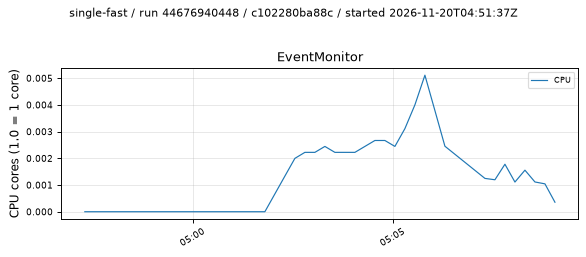 single-fast / run 44676940448 / c102280ba88c / started 2026-11-20T04:51:37Z
EventMonitor
CPU
CPU cores (1.0 = 1 core)
0.005
0.004
0.003
0.002
0.001
0.000
05:00
05:05